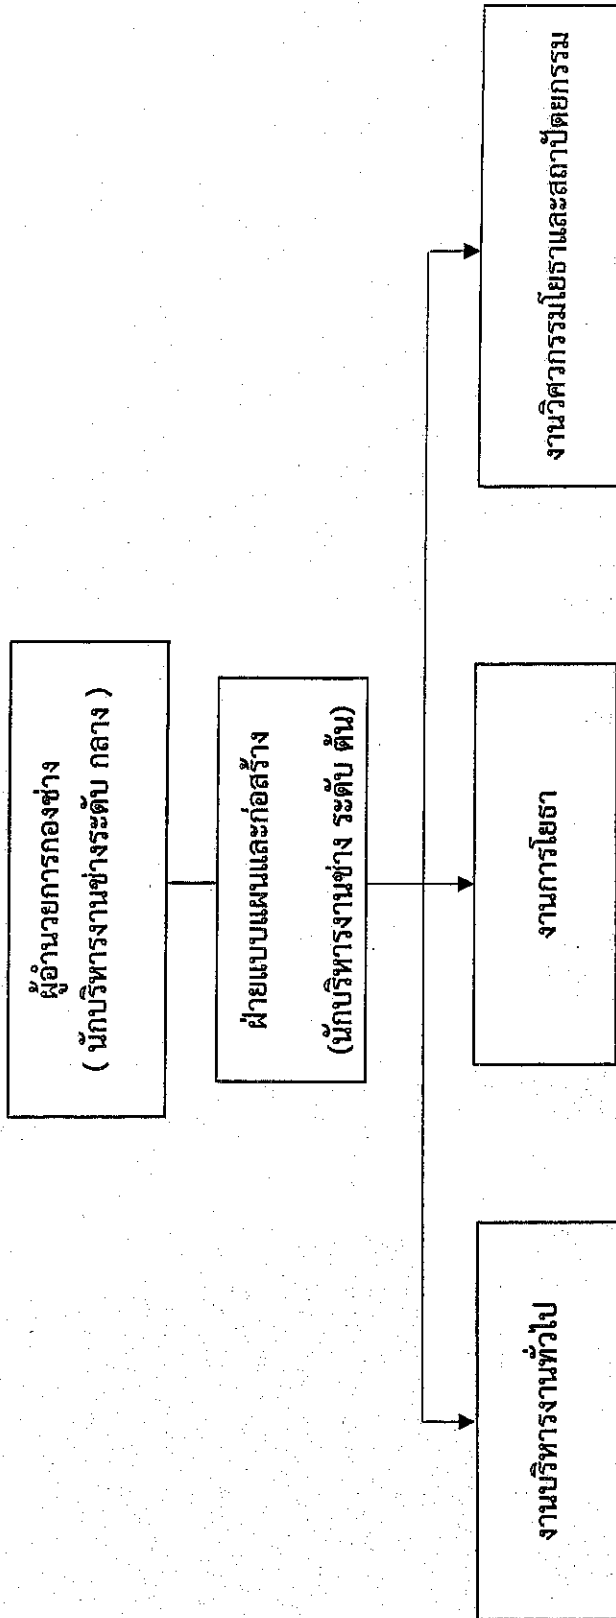 ผู้อำนวยการกองช่าง
( นักบริหารงานช่างระดับ กลาง )
ฝ่ายแบบแผนและก่อสร้าง
(นักบริหารงานช่าง ระดับ ต้น)
งานบริหารงานทั่วไป
งานการโยธา
งานวิศวกรรมโยธาและสถาปัตยกรรม